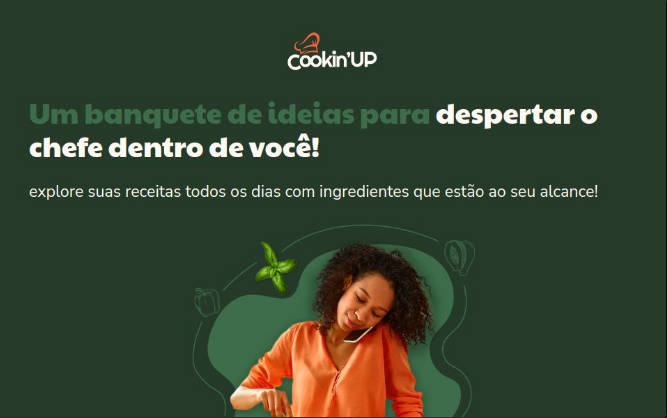 Cookin'UP
Um banquete de ideias para despertar o
chefe dentro de você!
explore suas receitas todos os dias com ingredientes que estão ao seu alcance!